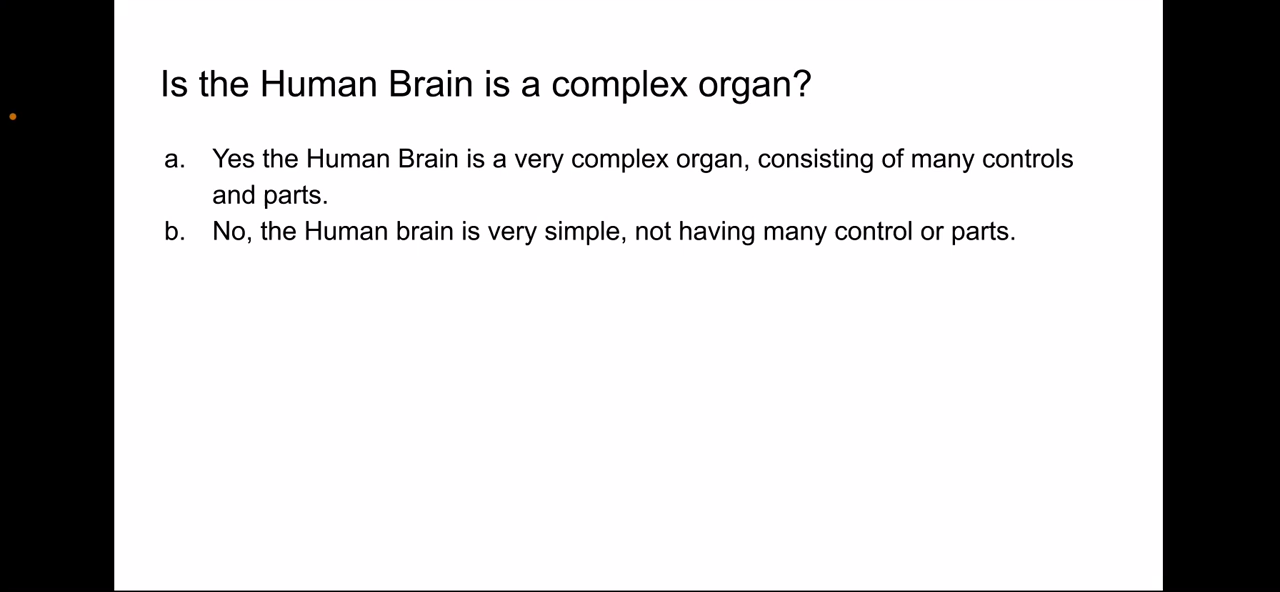 Is the Human Brain is a complex organ?
a. Yes the Human Brain is a very complex organ, consisting of many controls
and parts.
b. No, the Human brain is very simple, not having many control or parts.